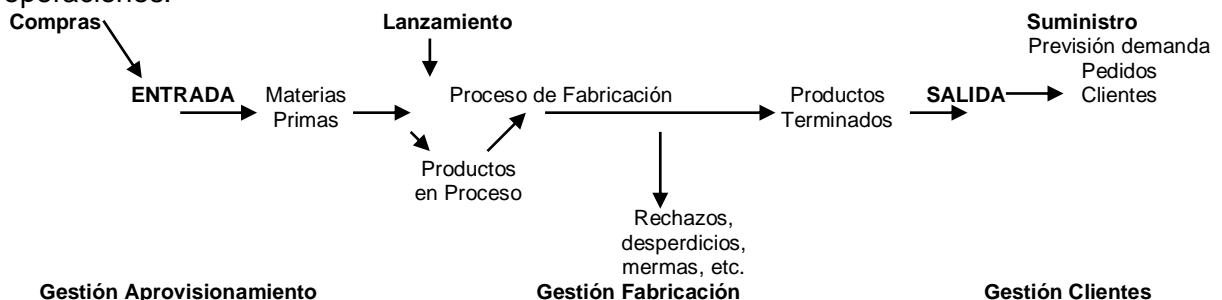 operaciones.
Compras
Lanzamiento
Suministro
Previsión demanda
Pedidos
Clientes
ENTRADA
Materias
Primas
Proceso de Fabricación
Productos
Terminados
SALIDA
Productos
en Proceso
Rechazos,
desperdicios,
mermas, etc.
Gestión Aprovisionamiento
Gestión Fabricación
Gestión Clientes